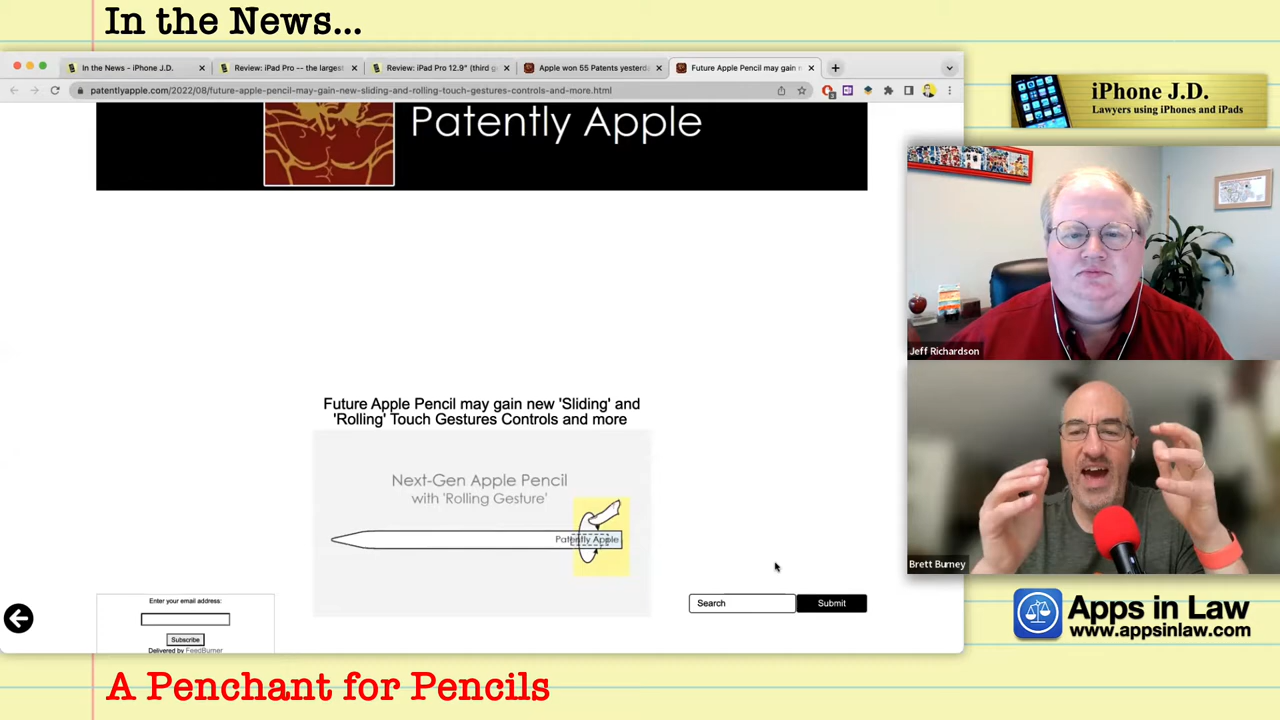 In the News...
In the News - iPhone J.D.
Review: iPad Pro -- the largest
Review: iPad Pro 12.9" (third g
Apple won 55 Patents yesterd
Future Apple Pencil may gain n
patentlyapple.com/2022/08/future-apple-pencil-may-gain-new-sliding-and-rolling-touch-gestures-controls-and-more.html
Patently Apple
Future Apple Pencil may gain new 'Sliding' and
'Rolling' Touch Gestures Controls and more
Next-Gen Apple Pencil
with 'Rolling Gesture'
Patently Apple
Enter your email address:
Subscribe
Delivered by FeedBurner
Search
Submit
iPhone J.D.
Lawyers using iPhones and iPads
Jeff Richardson
Brett Burney
Apps in Law
www.appsinlaw.com
A Penchant for Pencils